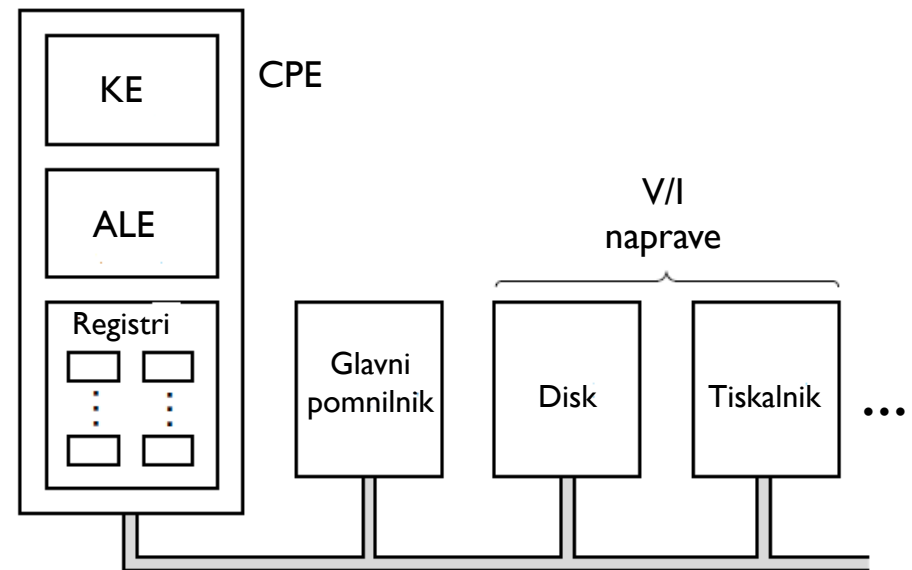 KE
CPE
ALE
Registri
V/I
naprave
Glavni
pomnilnik
Disk
Tiskalnik
...